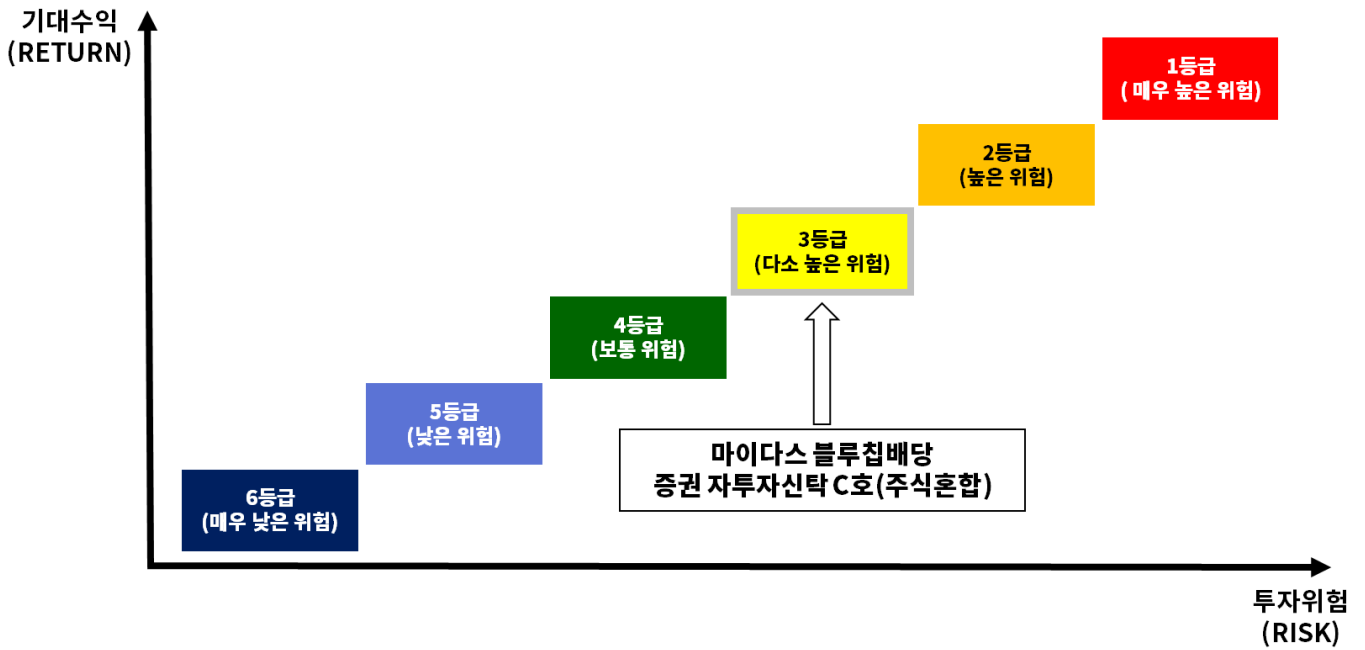 기대수익
(RETURN)
1등급
( 매우 높은 위험)
2등급
(높은 위험)
3등급
(다소 높은 위험)
4등급
(보통 위험)
5등급
(낮은 위험)
6등급
(매우 낮은 위험)
마이다스 블루칩배당
증권 자투자신탁 C호(주식혼합)
투자위험
(RISK)